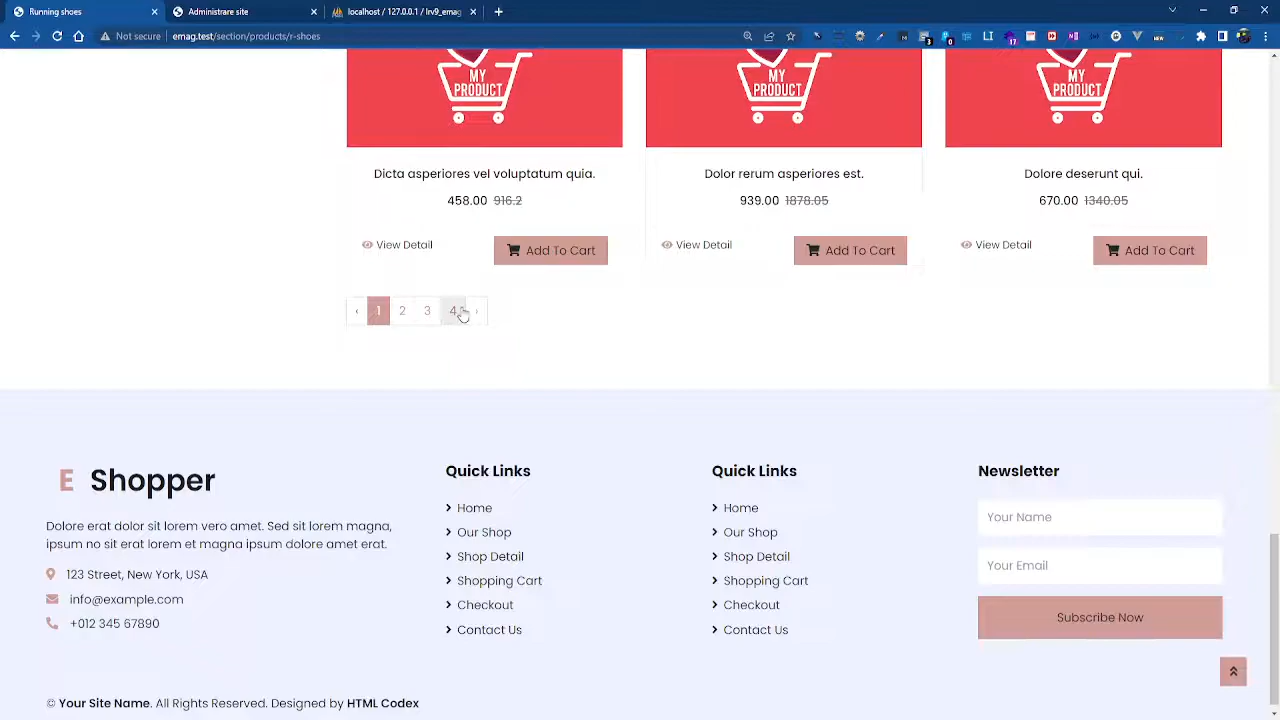 Running shoes
Administrare site
localhost / 127.0.0.1 / lrv9_emag
Not secure
emag.test/section/products/r-shoes
MY PRODUCT
MY PRODUCT
MY PRODUCT
Dicta asperiores vel voluptatum quia.
Dolor rerum asperiores est.
Dolore deserunt qui.
458.00 916.2
939.00 1878.05
670.00 1340.05
View Detail
Add To Cart
View Detail
Add To Cart
View Detail
Add To Cart
‹ 1 2 3 4 ›
E Shopper
Dolore erat dolor sit lorem vero amet. Sed sit lorem magna,
ipsum no sit erat lorem et magna ipsum dolore amet erat.
123 Street, New York, USA
info@example.com
+012 345 67890
Quick Links
Home
Our Shop
Shop Detail
Shopping Cart
Checkout
Contact Us
Quick Links
Home
Our Shop
Shop Detail
Shopping Cart
Checkout
Contact Us
Newsletter
Your Name
Your Email
Subscribe Now
© Your Site Name. All Rights Reserved. Designed by HTML Codex